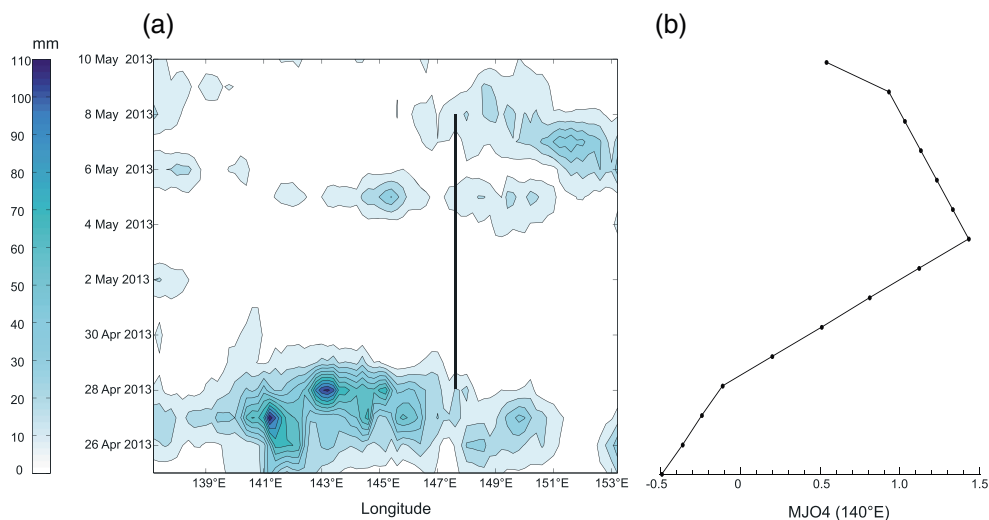 (a)
(b)
mm
110
100
90
80
70
60
50
40
30
20
10
0
10 May 2013
8 May 2013
6 May 2013
4 May 2013
2 May 2013
30 Apr 2013
28 Apr 2013
26 Apr 2013
139°E
141°E
143°E
145°E
147°E
149°E
151°E
153°E
Longitude
-0.5
0
0.5
1
1.5
MJO4 (140°E)